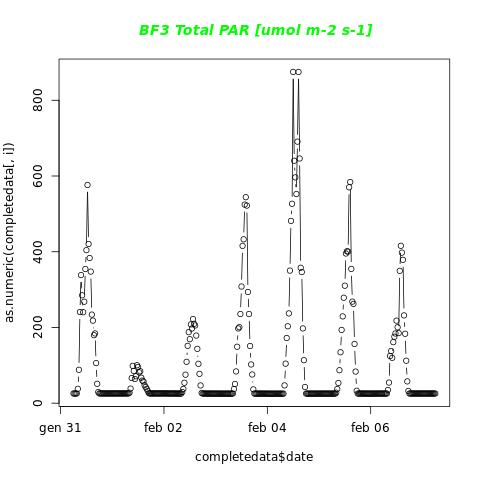 BF3 Total PAR [umol m-2 s-1]
as.numeric(completedata[, i])
800
600
400
200
0
gen 31
feb 02
feb 04
feb 06
completedata$date